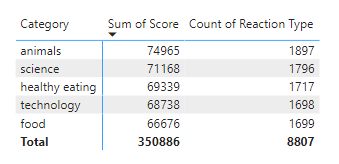 Category Sum of Score Count of Reaction Type
animals 74965 1897
science 71168 1796
healthy eating 69339 1717
technology 68738 1698
food 66676 1699
Total 350886 8807